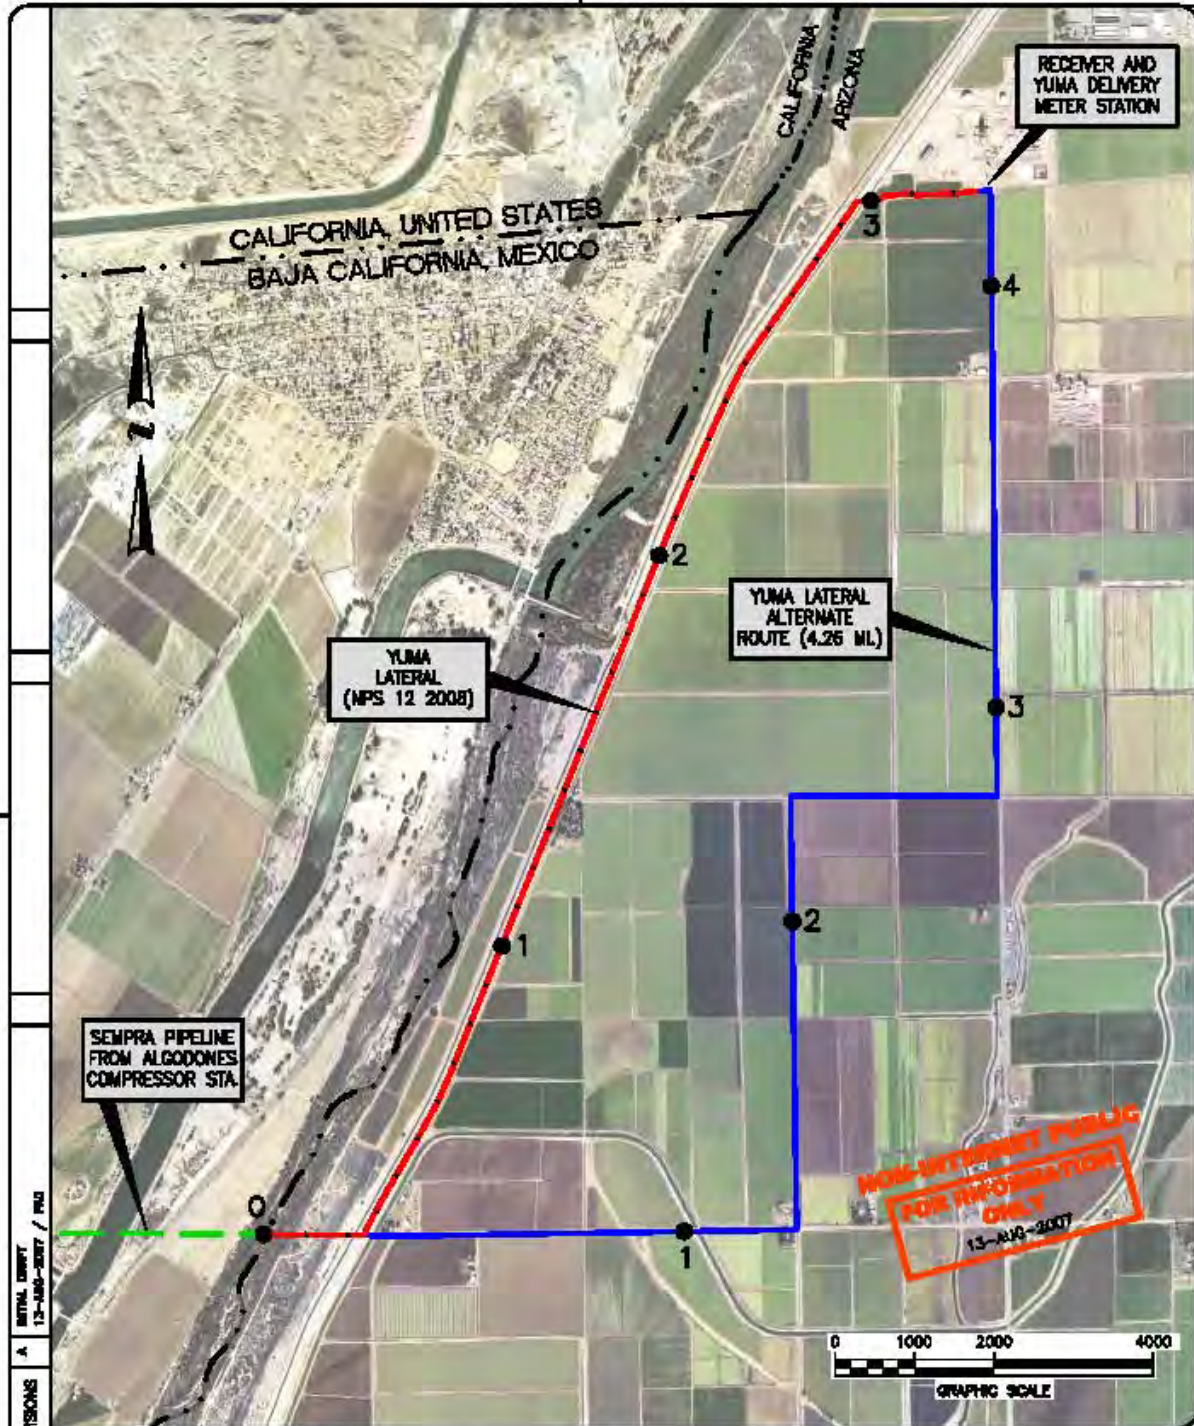 CALIFORNIA
ARIZONA
RECEIVER AND
YUMA DELIVERY
METER STATION
3
4
CALIFORNIA, UNITED STATES
BAJA CALIFORNIA, MEXICO
2
YUMA LATERAL
ALTERNATE
ROUTE (4.26 MI.)
YUMA
LATERAL
(NPS 12 2008)
3
2
1
SEMPRA PIPELINE
FROM ALGODONES
COMPRESSOR STA.
0
1
NON-INTERNET PUBLIC
FOR INFORMATION
ONLY
13-AUG-2007
0 1000 2000 4000
GRAPHIC SCALE
A INITIAL DRAFT
13-AUG-2007